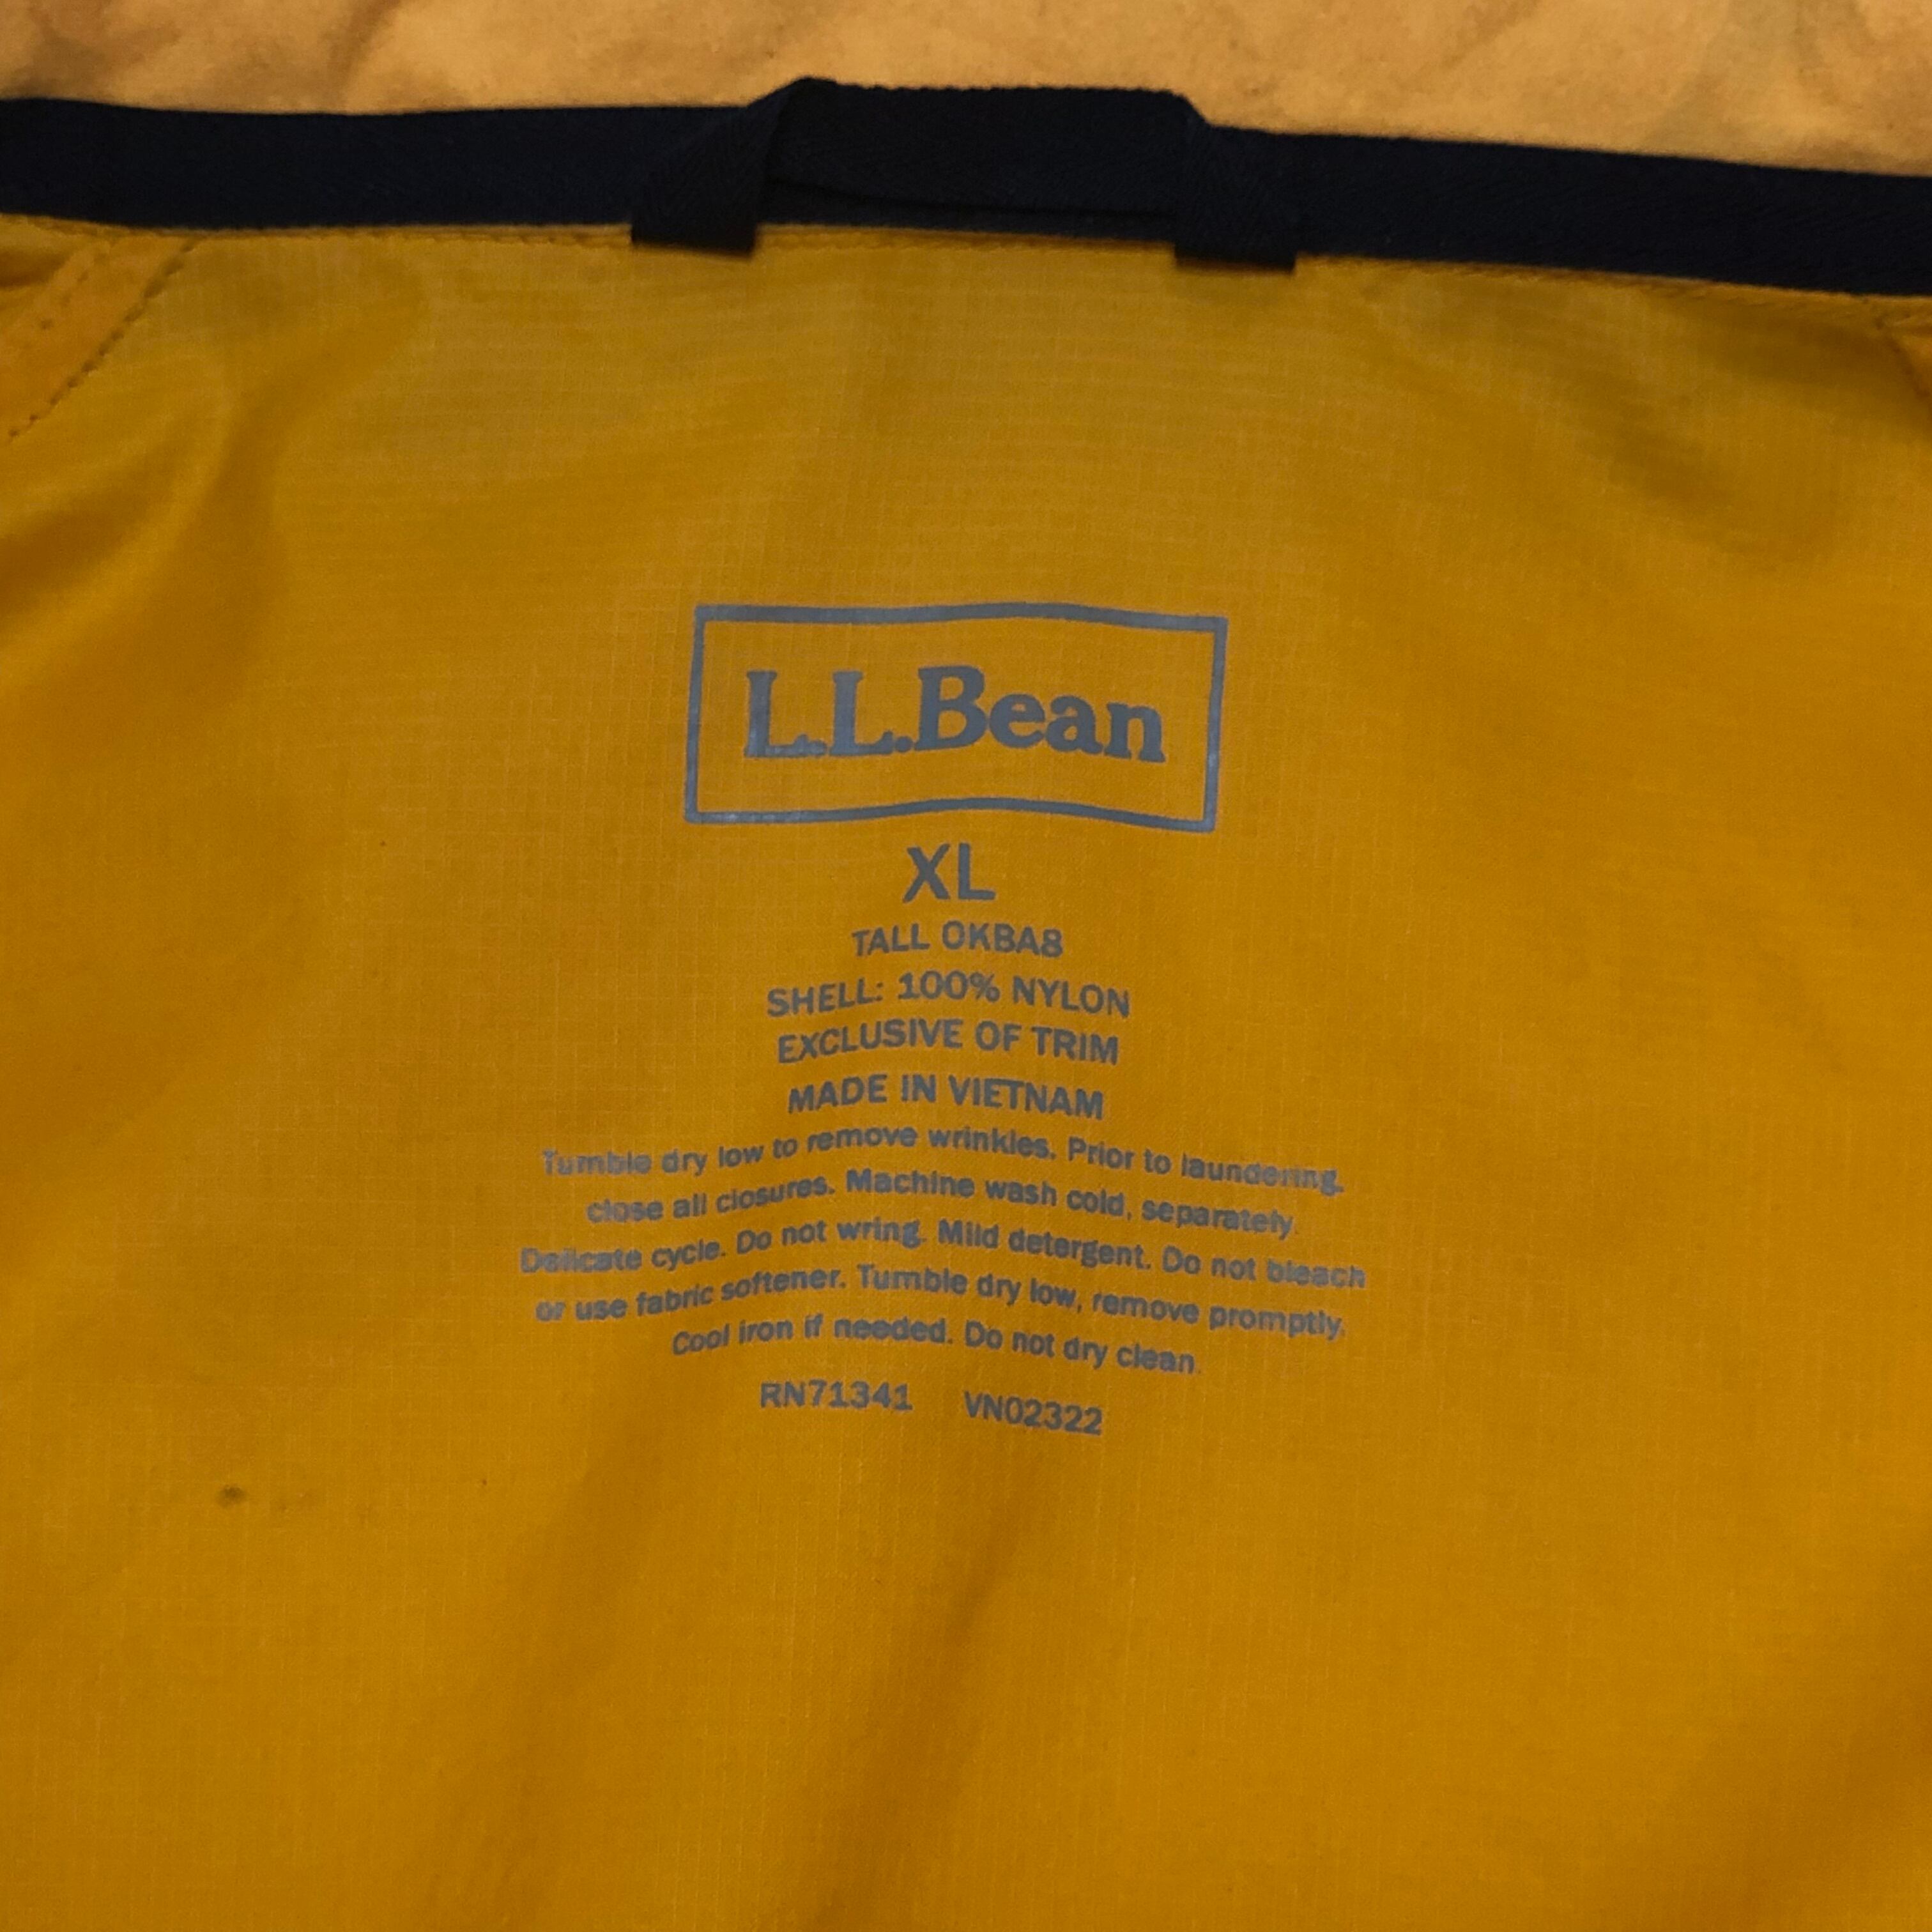 L.L.Bean
XL
TALL OKBA8
SHELL: 100% NYLON
EXCLUSIVE OF TRIM
MADE IN VIETNAM
Tumble dry low to remove wrinkles. Prior to laundering,
close all closures. Machine wash cold, separately.
Delicate cycle. Do not wring. Mild detergent. Do not bleach
or use fabric softener. Tumble dry low, remove promptly.
Cool iron if needed. Do not dry clean.
RN71341 VN02322